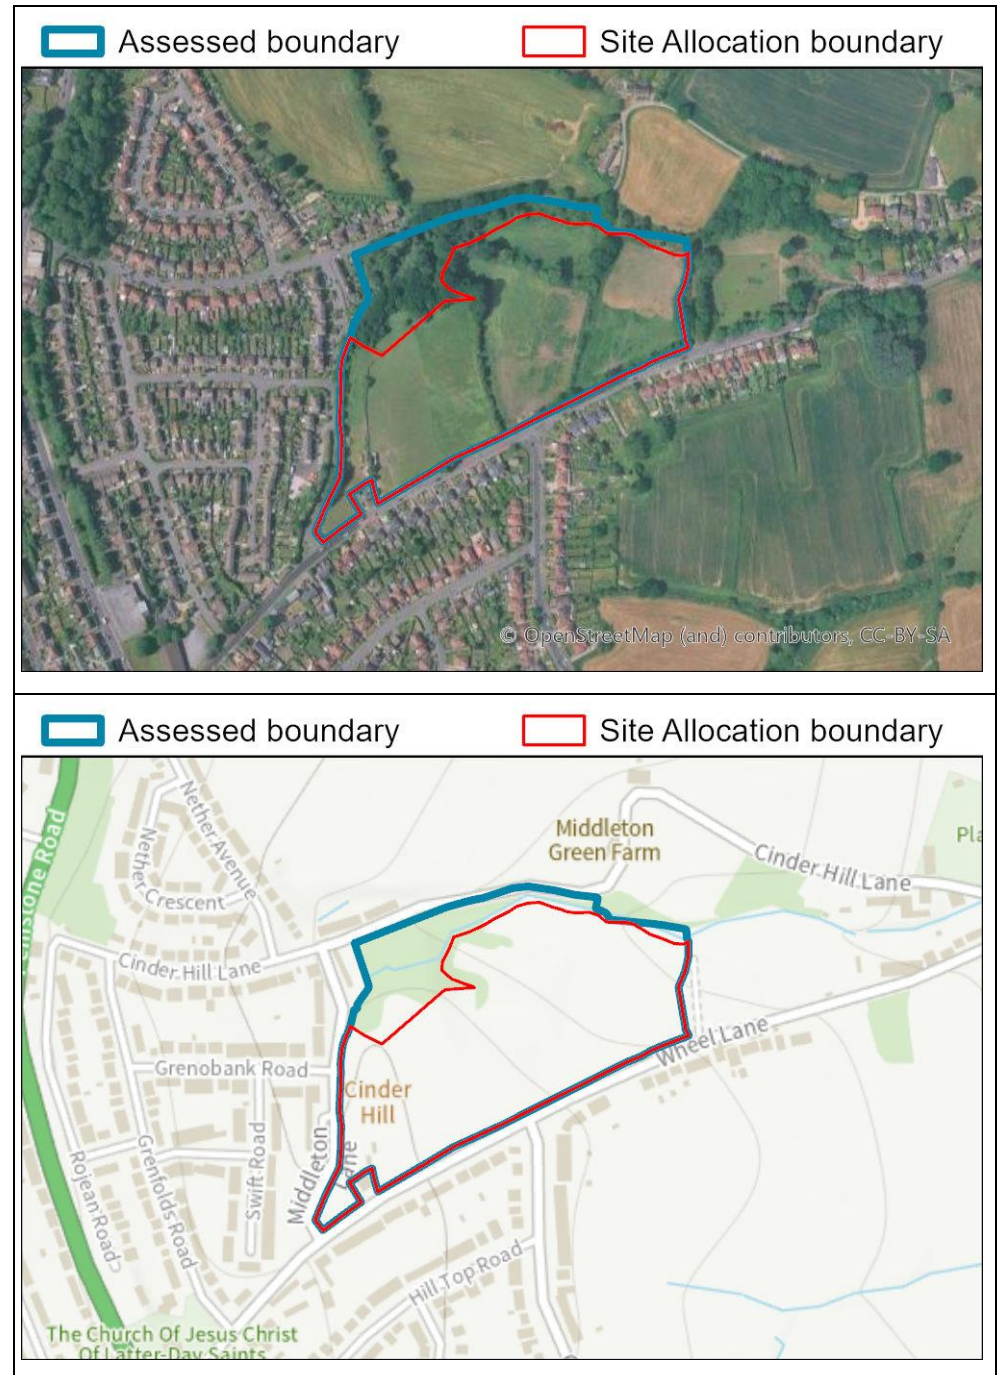 Assessed boundary
Site Allocation boundary
© OpenStreetMap (and) contributors, CC-BY-SA
Assessed boundary
Site Allocation boundary
Nether Avenue
Nether
Crescent
Middleton
Green Farm
Cinder Hill Lane
Cinder Hill Lane
Grenobank Road
Cinder
Hill
Wheel Lane
Middleton
Lane
Swift Road
Grenfolds Road
Rojean Road
Hill Top Road
The Church Of Jesus Christ
Of Latter-Day Saints